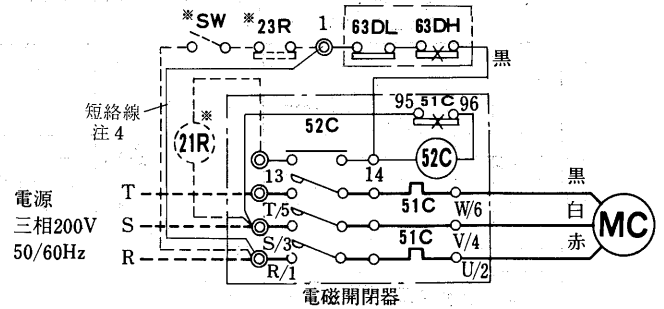 ※SW
※23R
1
63DL
63DH
黒
短絡線
注4
※
21R
52C
95
51C
96
52C
13
14
電源
三相200V
50/60Hz
T
S
R
T/5
S/3
R/1
51C
51C
W/6
V/4
U/2
黒
白
赤
MC
電磁開閉器